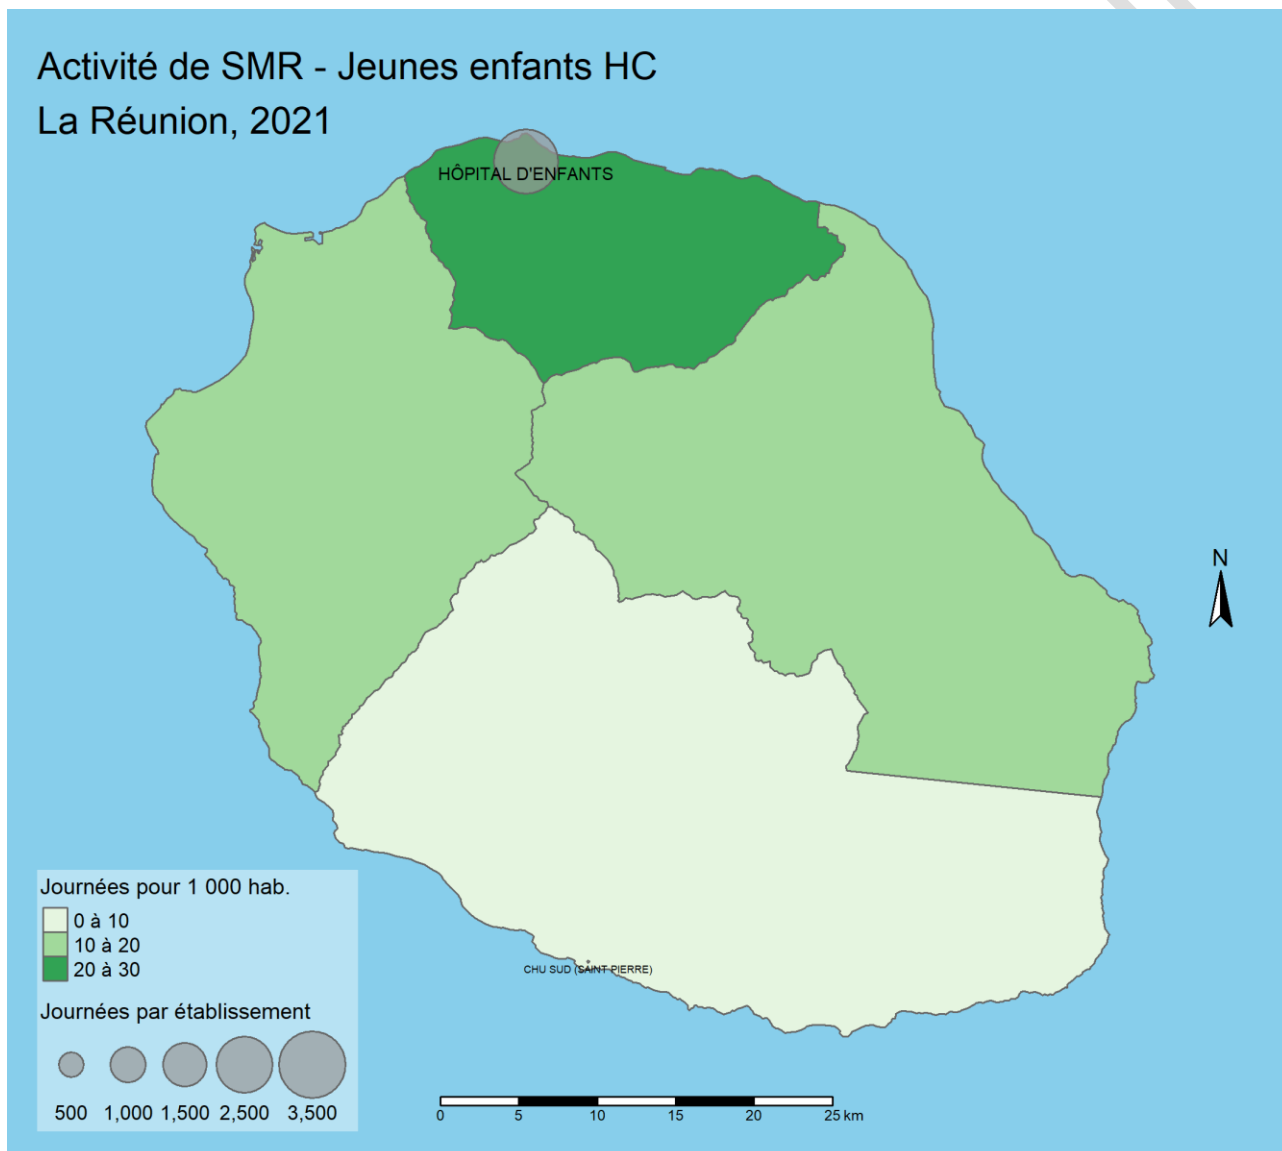 Activité de SMR - Jeunes enfants HC
La Réunion, 2021
HÔPITAL D'ENFANTS
N
Journées pour 1 000 hab.
0 à 10
10 à 20
20 à 30
CHU SUD (SAINT PIERRE)
Journées par établissement
500 1,000 1,500 2,500 3,500
0 5 10 15 20 25 km